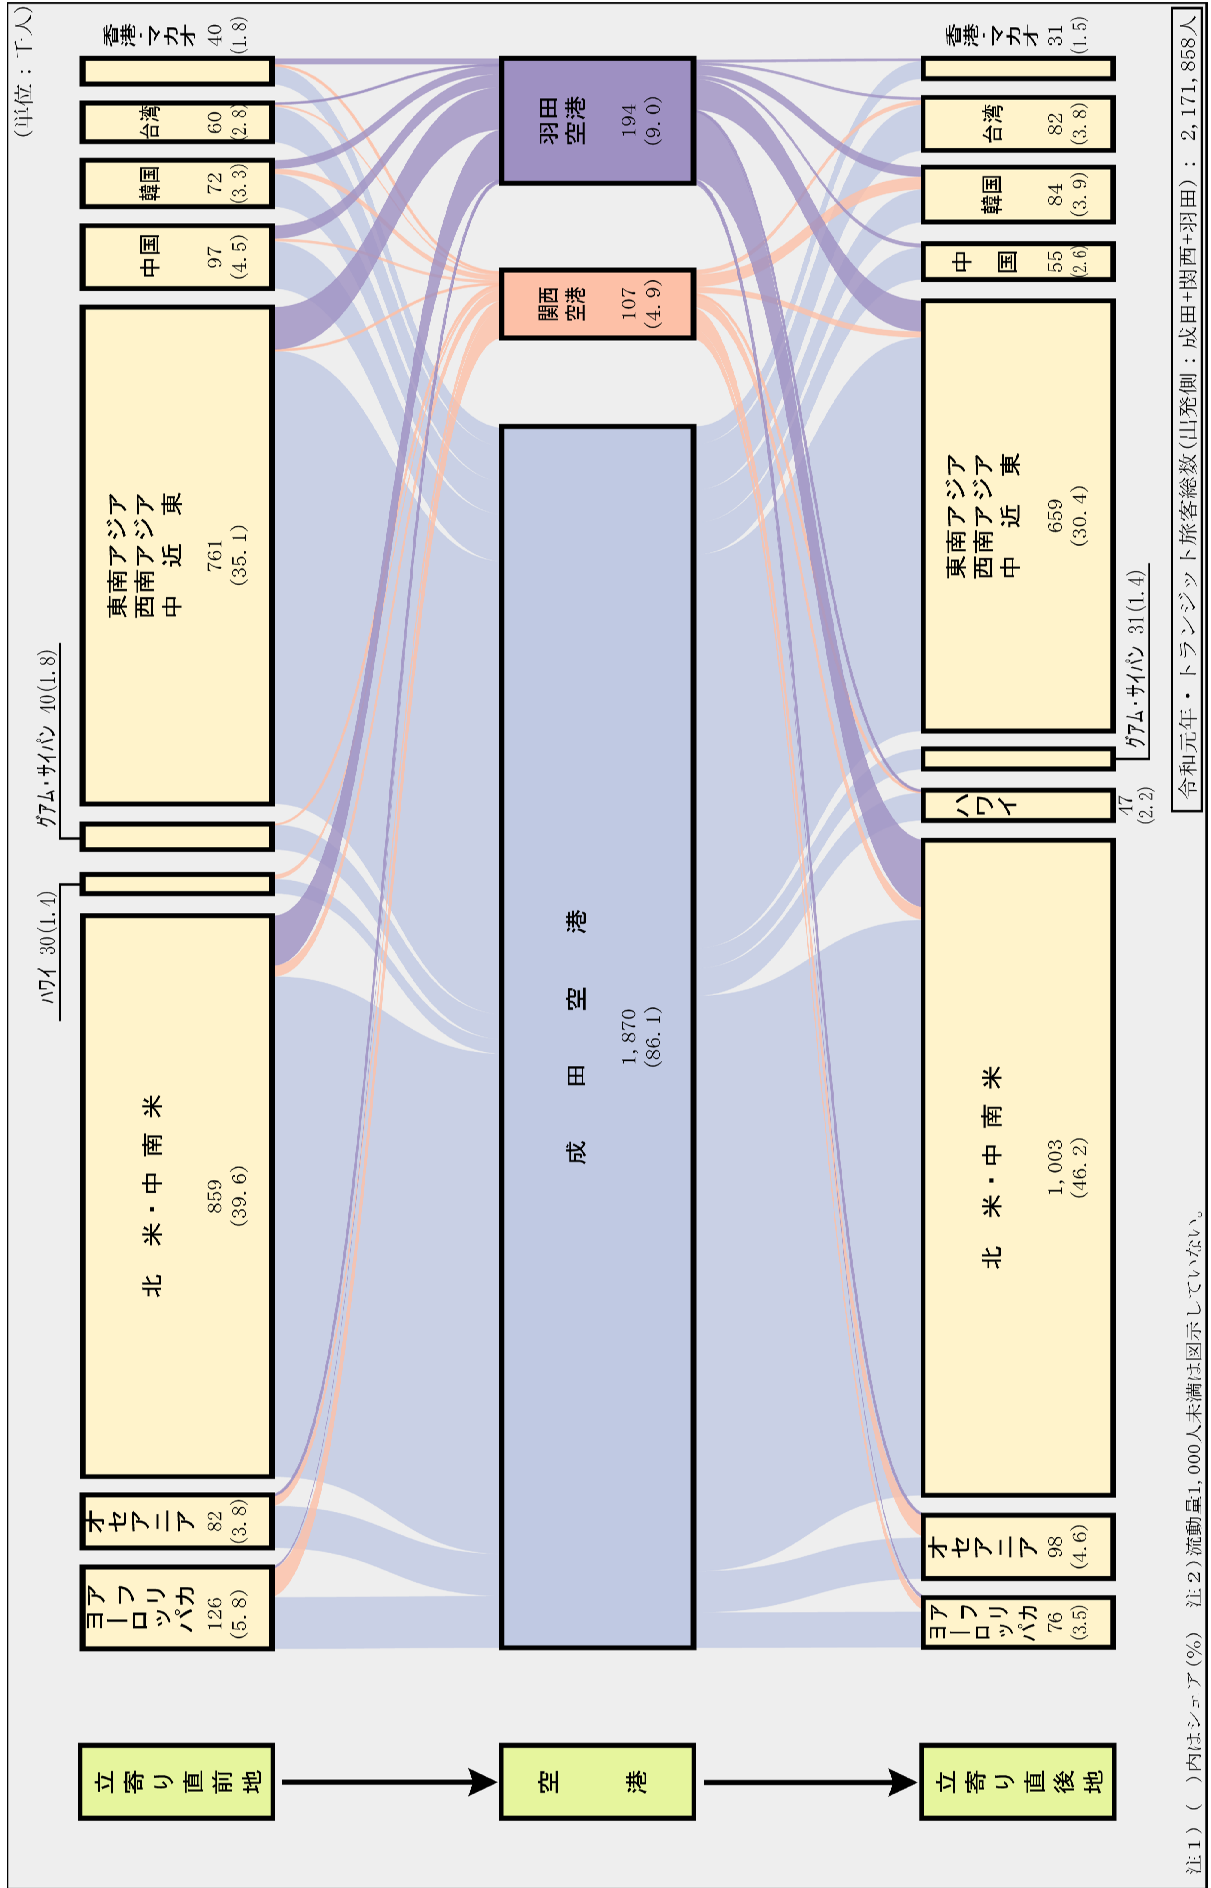 (単位：千人)
立寄り直前地
ヨーロッパ
アフリカ
126
(5.8)
オセアニア
82
(3.8)
北米・中南米
859
(39.6)
ハワイ 30(1.4)
グアム・サイパン 40(1.8)
東南アジア
西南アジア
中近東
761
(35.1)
中国
97
(4.5)
韓国
72
(3.3)
台湾
60
(2.8)
香港・マカオ
40
(1.8)
空港
成田空港
1,870
(86.1)
関西
空港
107
(4.9)
羽田
空港
194
(9.0)
立寄り直後地
ヨーロッパ
アフリカ
76
(3.5)
オセアニア
98
(4.6)
北米・中南米
1,003
(46.2)
ハワイ
47
(2.2)
グアム・サイパン 31(1.4)
東南アジア
西南アジア
中近東
659
(30.4)
中国
55
(2.6)
韓国
84
(3.9)
台湾
82
(3.8)
香港・マカオ
31
(1.5)
令和元年・トランジット旅客総数(出発側：成田+関西+羽田)：2,171,858人
注１）（ ）内はシェア(%) 注２）流動量1,000人未満は図示していない。